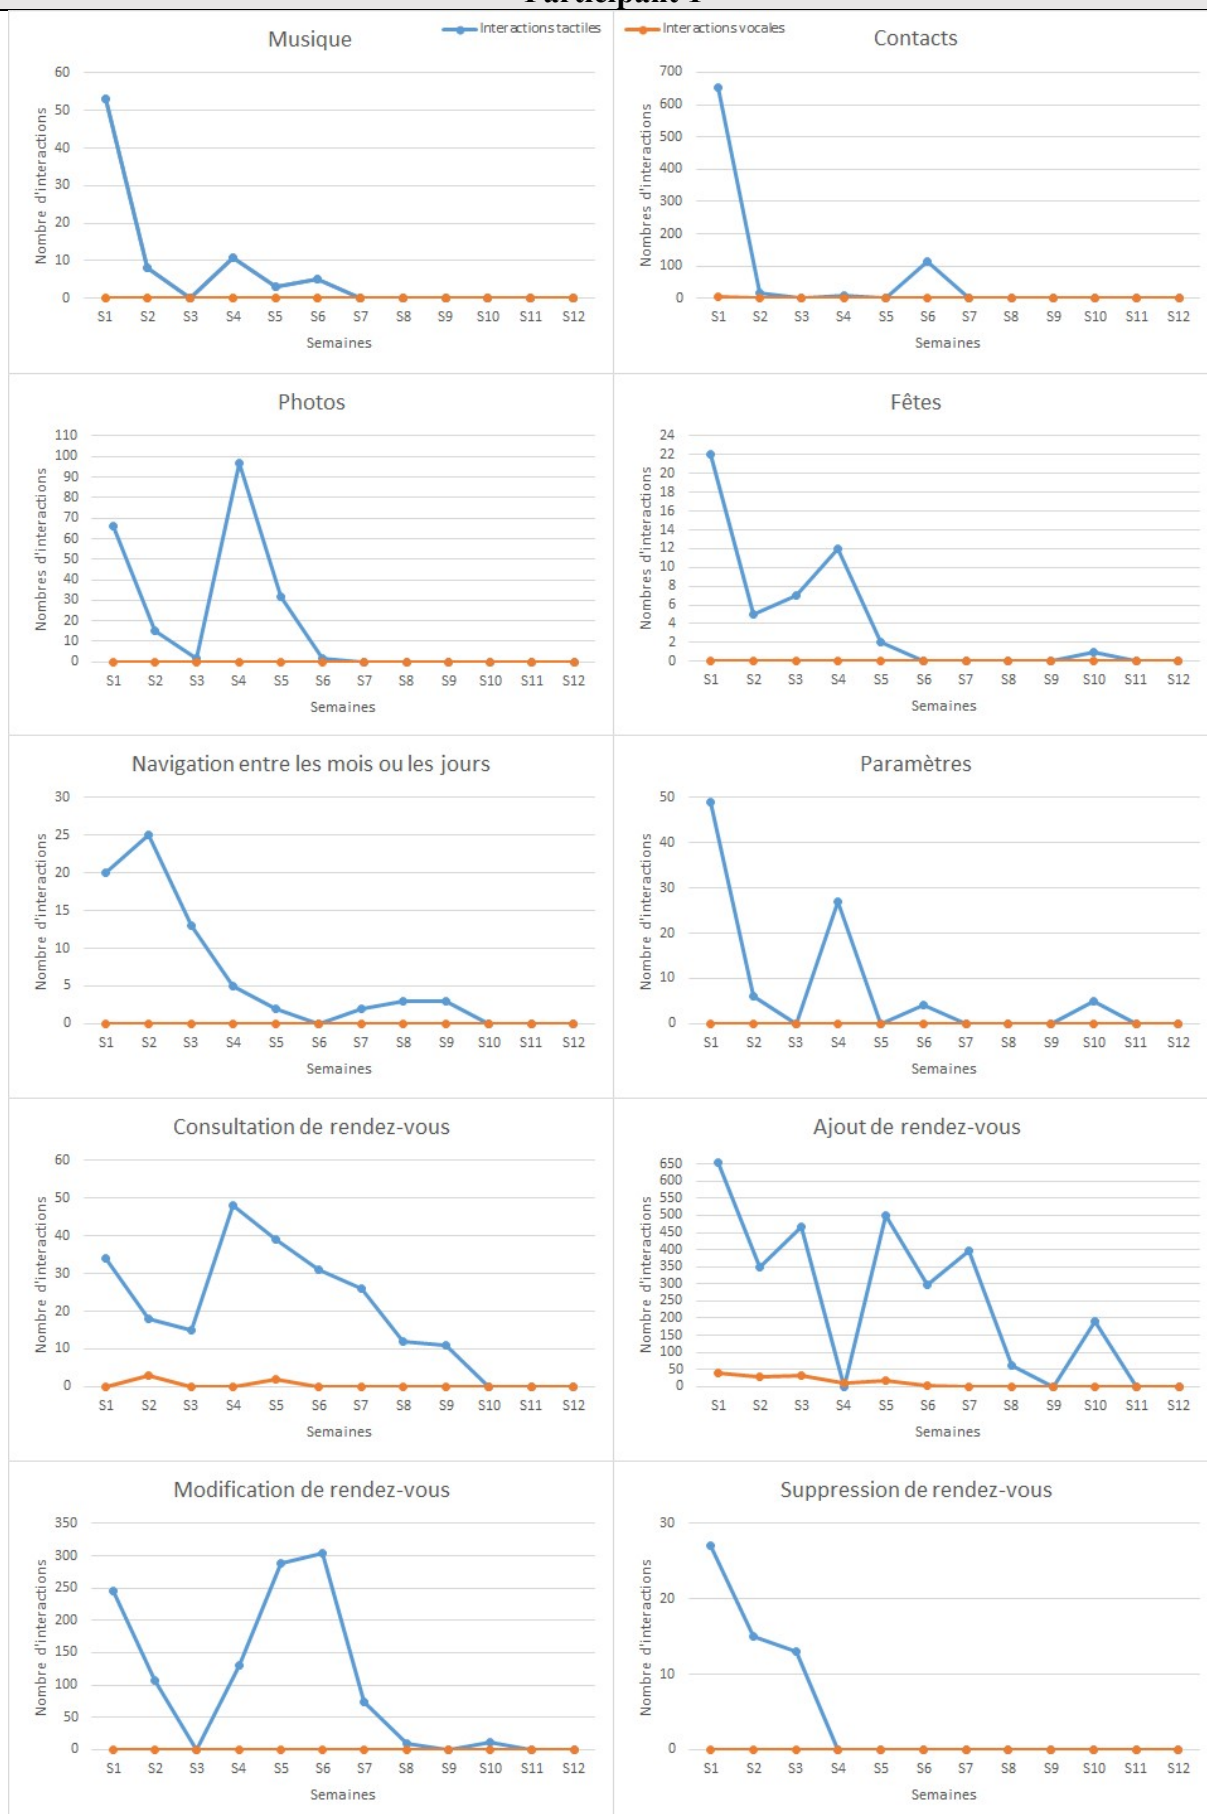 Participant 1
Musique
Interactions tactiles
Interactions vocales
Contacts
Nombre d'interactions
60
50
40
30
20
10
0
S1 S2 S3 S4 S5 S6 S7 S8 S9 S10 S11 S12
Semaines
Nombres d'interactions
700
600
500
400
300
200
100
0
S1 S2 S3 S4 S5 S6 S7 S8 S9 S10 S11 S12
Semaines
Photos
Nombres d'interactions
110
100
90
80
70
60
50
40
30
20
10
0
S1 S2 S3 S4 S5 S6 S7 S8 S9 S10 S11 S12
Semaines
Fêtes
Nombres d'interactions
24
22
20
18
16
14
12
10
8
6
4
2
0
S1 S2 S3 S4 S5 S6 S7 S8 S9 S10 S11 S12
Semaines
Navigation entre les mois ou les jours
Nombre d'interactions
30
25
20
15
10
5
0
S1 S2 S3 S4 S5 S6 S7 S8 S9 S10 S11 S12
Semaines
Paramètres
Nombre d'interactions
50
40
30
20
10
0
S1 S2 S3 S4 S5 S6 S7 S8 S9 S10 S11 S12
Semaines
Consultation de rendez-vous
Nombre d'interactions
60
50
40
30
20
10
0
S1 S2 S3 S4 S5 S6 S7 S8 S9 S10 S11 S12
Semaines
Ajout de rendez-vous
Nombre d'interactions
650
600
550
500
450
400
350
300
250
200
150
100
50
0
S1 S2 S3 S4 S5 S6 S7 S8 S9 S10 S11 S12
Semaines
Modification de rendez-vous
Nombre d'interactions
350
300
250
200
150
100
50
0
S1 S2 S3 S4 S5 S6 S7 S8 S9 S10 S11 S12
Semaines
Suppression de rendez-vous
Nombre d'interactions
30
20
10
0
S1 S2 S3 S4 S5 S6 S7 S8 S9 S10 S11 S12
Semaines